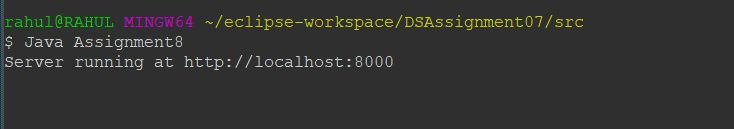 rahul@RAHUL MINGW64 ~/eclipse-workspace/DSAssignment07/src
$ Java Assignment8
Server running at http://localhost:8000